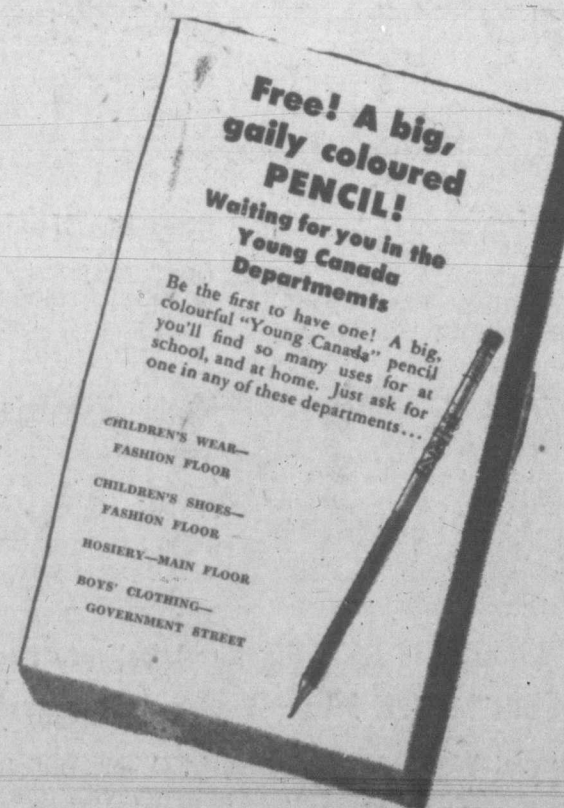 Free! A big,
gaily coloured
PENCIL!
Waiting for you in the
Young Canada
Departmemts
Be the first to have one! A big,
colourful "Young Canada" pencil
you'll find so many uses for at
school, and at home. Just ask for
one in any of these departments...
CHILDREN'S WEAR—
FASHION FLOOR
CHILDREN'S SHOES—
FASHION FLOOR
HOSIERY—MAIN FLOOR
BOYS' CLOTHING—
GOVERNMENT STREET